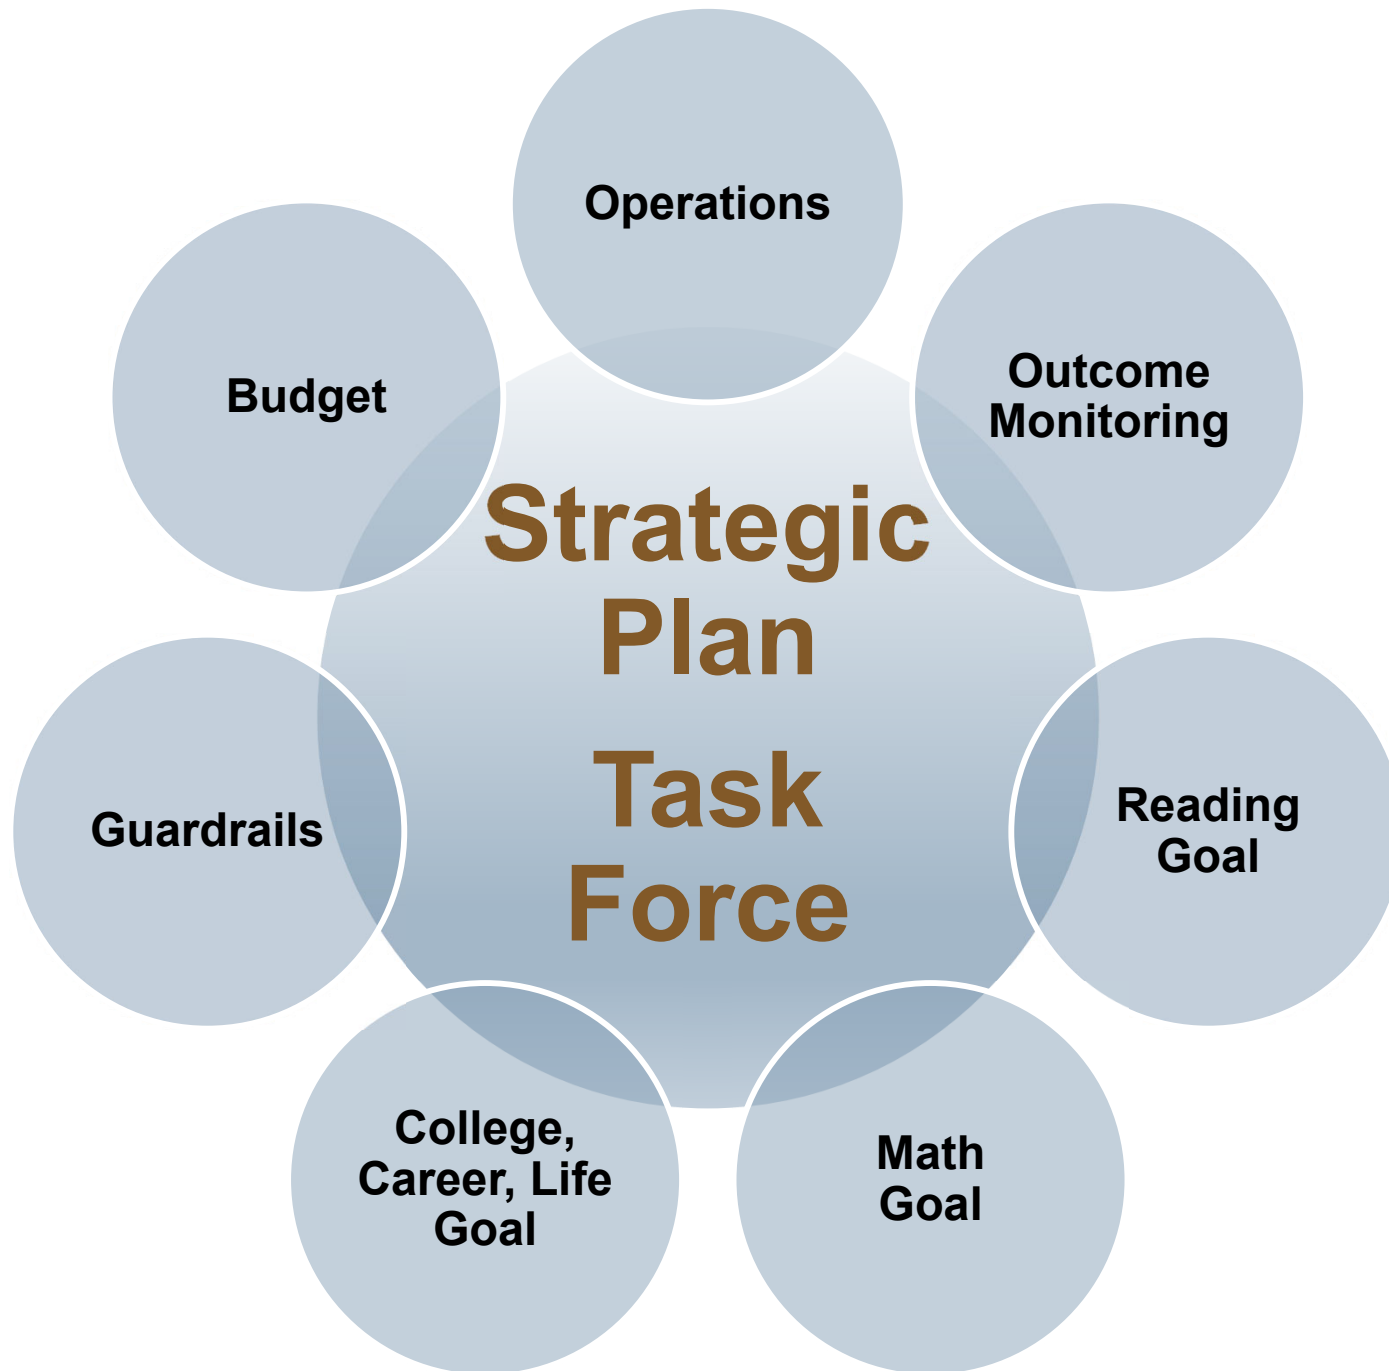 Operations
Outcome
Monitoring
Budget
Strategic
Plan
Task
Force
Reading
Goal
Guardrails
College,
Career, Life
Goal
Math
Goal